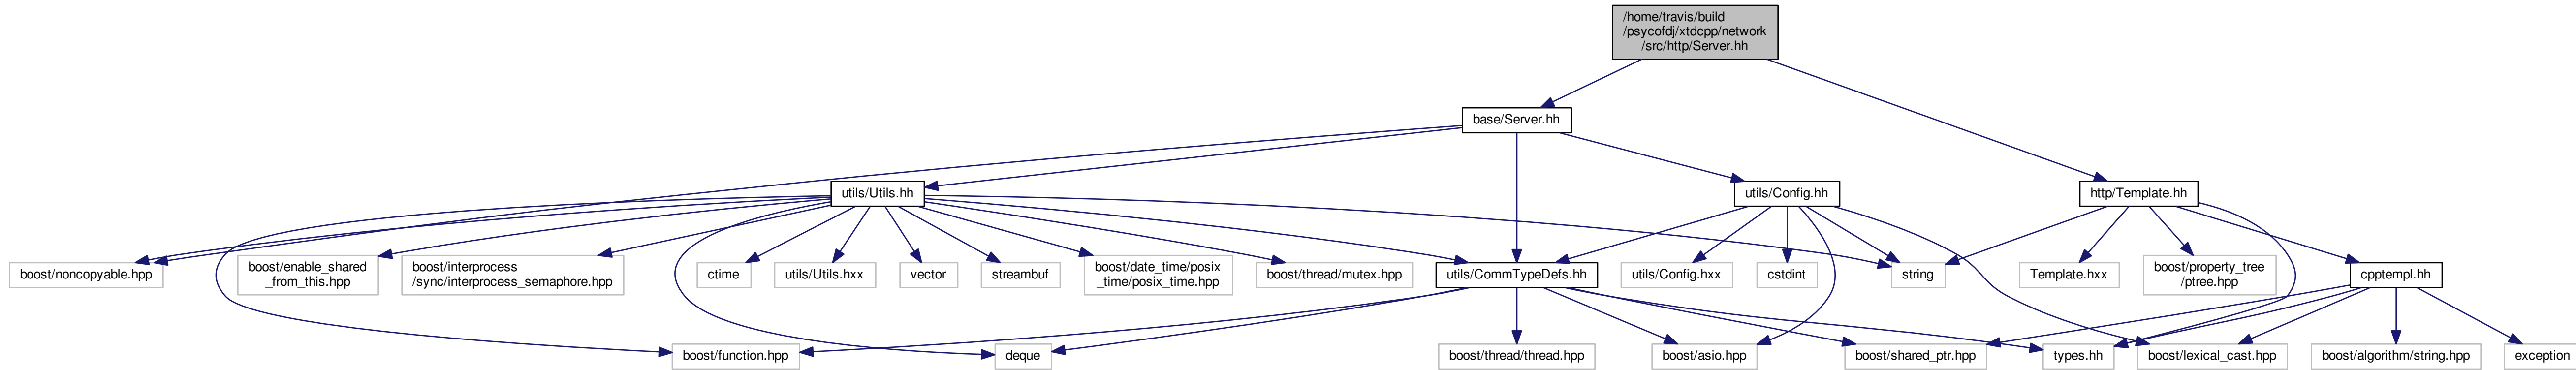 /home/travis/build
/psycofdj/xtdcpp/network
/src/http/Server.hh
base/Server.hh
utils/Utils.hh
utils/Config.hh
http/Template.hh
boost/noncopyable.hpp
boost/enable_shared
_from_this.hpp
boost/interprocess
/sync/interprocess_semaphore.hpp
ctime
utils/Utils.hxx
vector
streambuf
boost/date_time/posix
_time/posix_time.hpp
boost/thread/mutex.hpp
utils/CommTypeDefs.hh
utils/Config.hxx
cstdint
string
Template.hxx
boost/property_tree
/ptree.hpp
cpptempl.hh
boost/function.hpp
deque
boost/thread/thread.hpp
boost/asio.hpp
boost/shared_ptr.hpp
types.hh
boost/lexical_cast.hpp
boost/algorithm/string.hpp
exception